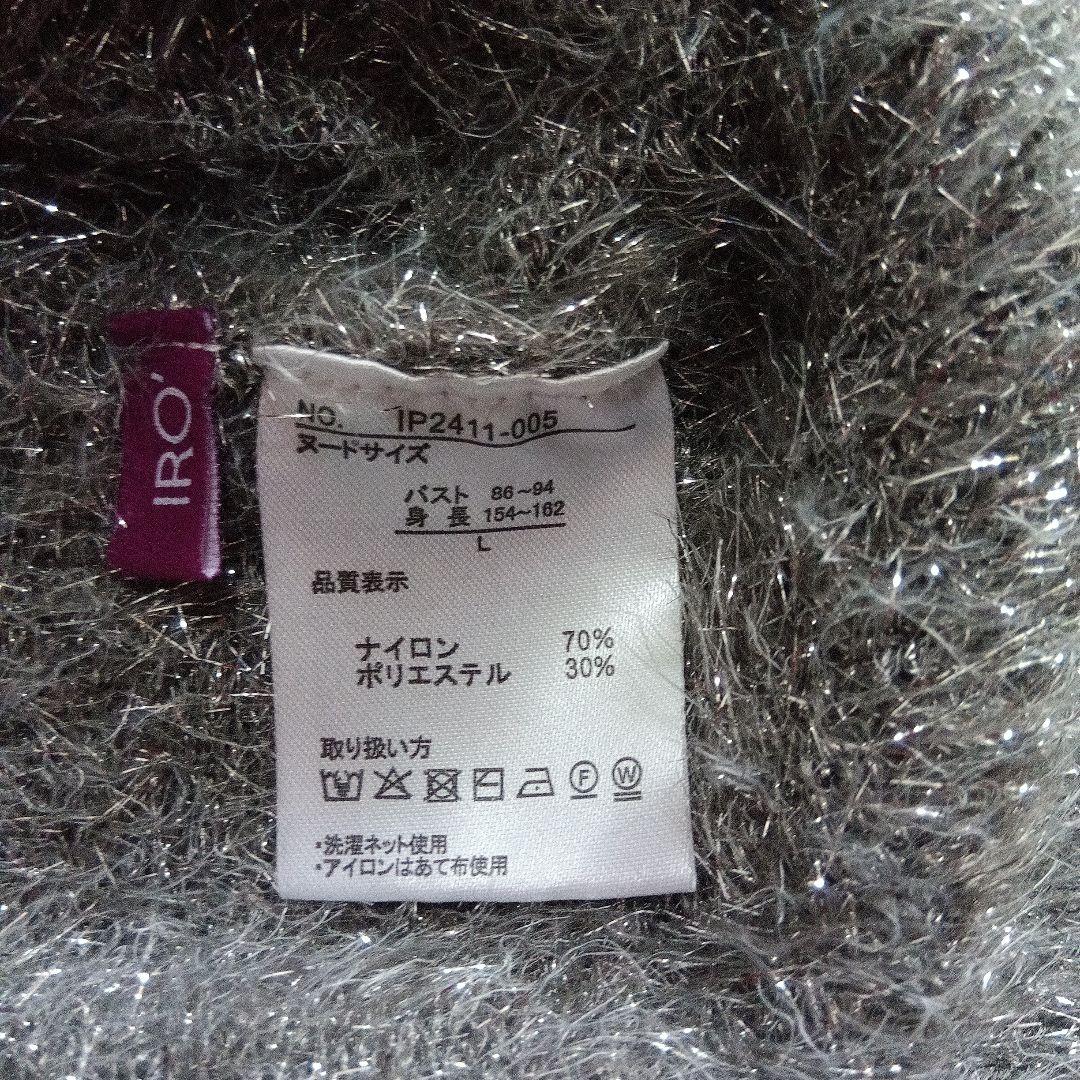 IRO'
NO. IP2411-005
ヌードサイズ
バスト 86~94
身長 154~162
L
品質表示
ナイロン 70%
ポリエステル 30%
取り扱い方
F W
・洗濯ネット使用
・アイロンはあて布使用